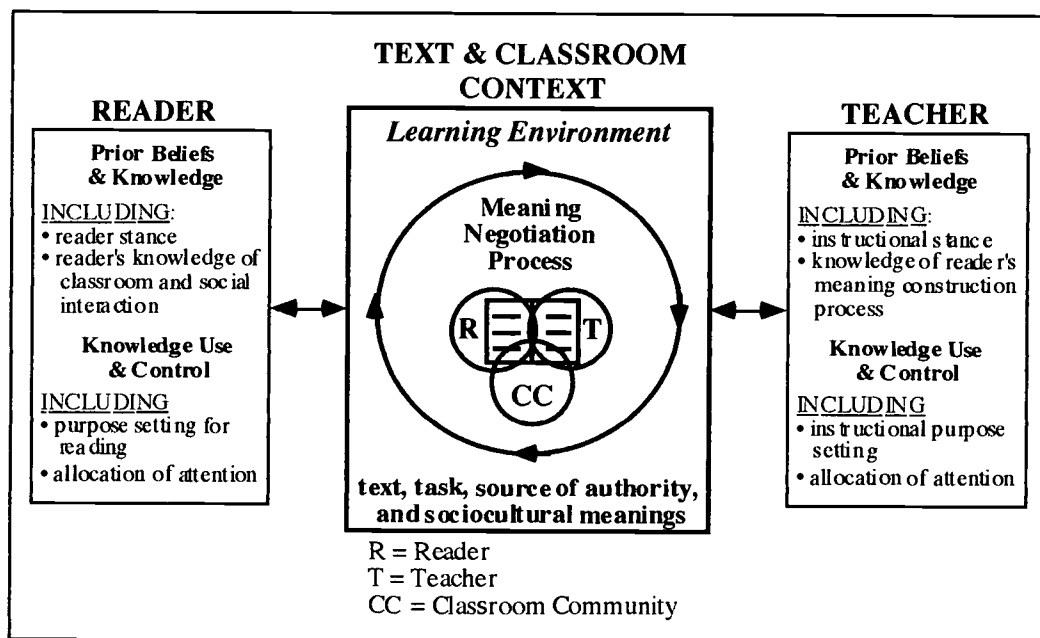 TEXT & CLASSROOM
CONTEXT
READER
Prior Beliefs
& Knowledge
INCLUDING:
• reader stance
• reader's knowledge of
classroom and social
interaction
Knowledge Use
& Control
INCLUDING
• purpose setting for
reading
• allocation of attention
Learning Environment
Meaning
Negotiation
Process
R
T
CC
text, task, source of authority,
and sociocultural meanings
R = Reader
T = Teacher
CC = Classroom Community
TEACHER
Prior Beliefs
& Knowledge
INCLUDING:
• instructional stance
• knowledge of reader's
meaning construction
process
Knowledge Use
& Control
INCLUDING
• instructional purpose
setting
• allocation of attention